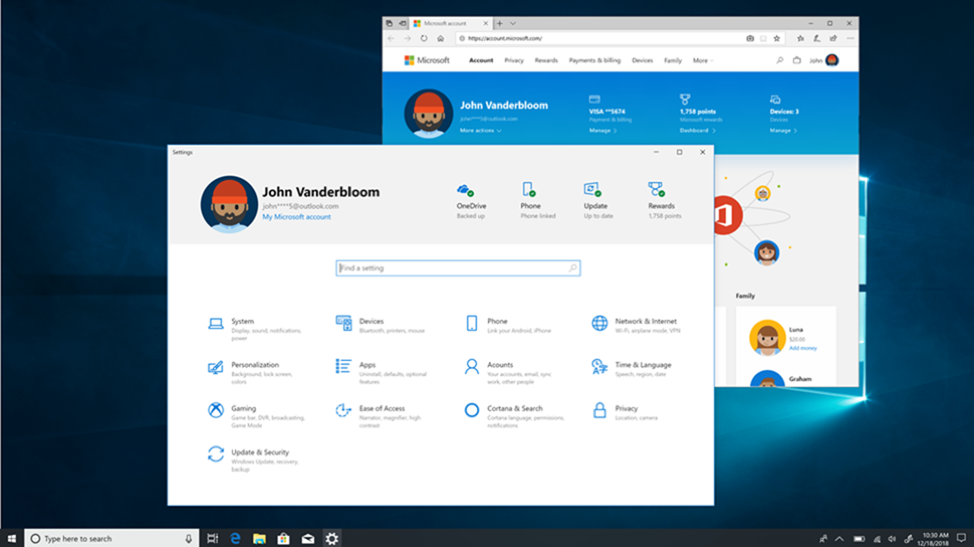 Microsoft account
https://account.microsoft.com/
Microsoft
Account Privacy Rewards Payments & billing Devices Family More
John
John Vanderbloom
john****5@outlook.com
More actions
VISA **5674
Payment & billing
Manage
1,758 points
Microsoft rewards
Dashboard
Devices: 3
Devices
Manage
Family
Luna
$20.00
Add money
Graham
Settings
John Vanderbloom
john****5@outlook.com
My Microsoft account
OneDrive
Backed up
Phone
Phone linked
Update
Up to date
Rewards
1,758 points
Find a setting
System
Display, sound, notifications,
power
Devices
Bluetooth, printers, mouse
Phone
Link your Android, iPhone
Network & Internet
Wi-Fi, airplane mode, VPN
Personalization
Background, lock screen,
colors
Apps
Uninstall, defaults, optional
features
Acounts
Your accounts, email, sync
work, other people
Time & Language
Speech, region, date
Gaming
Game bar, DVR, broadcasting,
Game Mode
Ease of Access
Narrator, magnifier, high
contrast
Cortana & Search
Cortana language, permissions,
notifications
Privacy
Location, camera
Update & Security
Windows Update, recovery,
backup
Type here to search
10:30 AM
12/18/2018